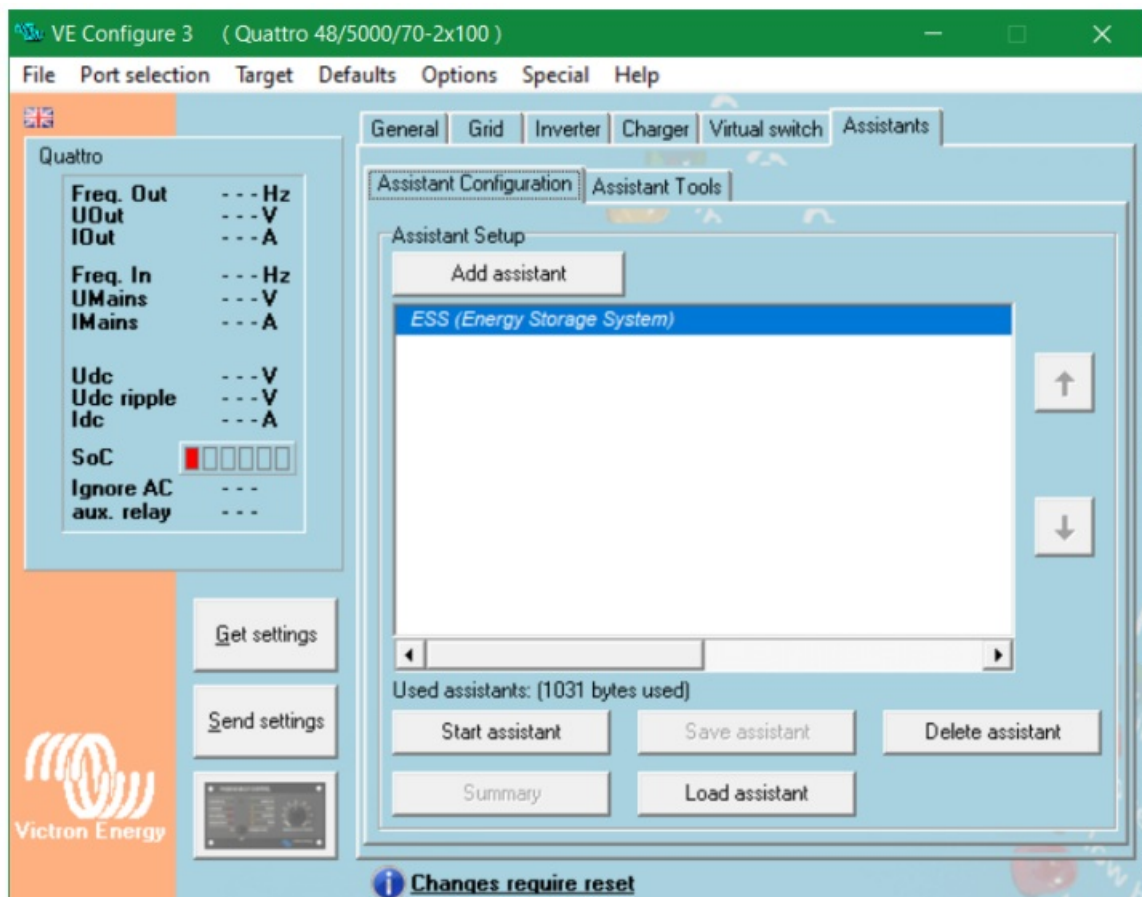 VE Configure 3 ( Quattro 48/5000/70-2x100 )
File Port selection Target Defaults Options Special Help
General Grid Inverter Charger Virtual switch Assistants
Quattro
Freq. Out ---Hz
UOut ---V
IOut ---A
Freq. In ---Hz
UMains ---V
IMains ---A
Udc ---V
Udc ripple ---V
Idc ---A
SoC
Ignore AC ---
aux. relay ---
Get settings
Send settings
Victron Energy
Assistant Configuration Assistant Tools
Assistant Setup
Add assistant
ESS (Energy Storage System)
Used assistants: (1031 bytes used)
Start assistant Save assistant Delete assistant
Summary Load assistant
Changes require reset